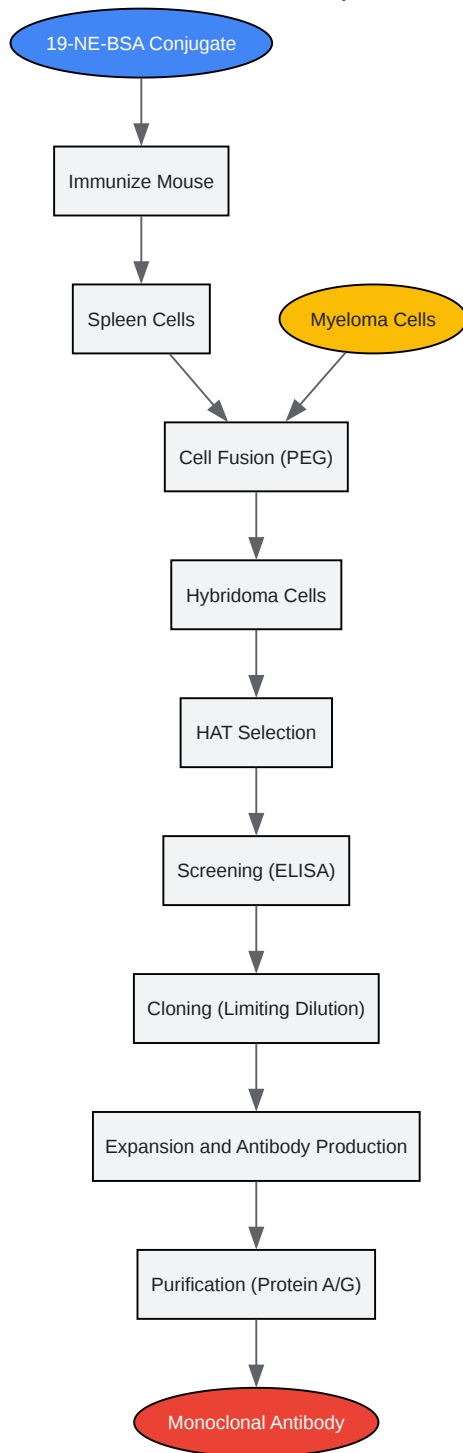 19-NE-BSA Conjugate
Immunize Mouse
Spleen Cells
Myeloma Cells
Cell Fusion (PEG)
Hybridoma Cells
HAT Selection
Screening (ELISA)
Cloning (Limiting Dilution)
Expansion and Antibody Production
Purification (Protein A/G)
Monoclonal Antibody